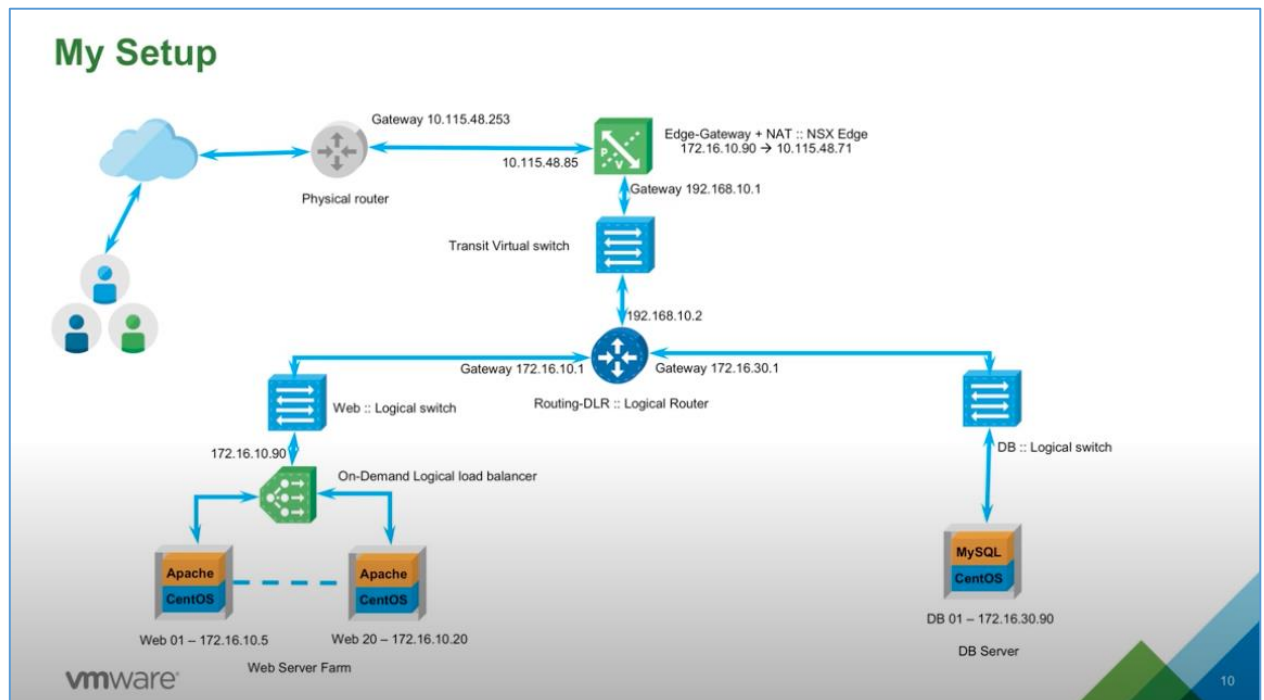 My Setup
Gateway 10.115.48.253
10.115.48.85
Edge-Gateway + NAT :: NSX Edge
172.16.10.90 → 10.115.48.71
P
V
Physical router
Gateway 192.168.10.1
Transit Virtual switch
192.168.10.2
Gateway 172.16.10.1
Gateway 172.16.30.1
Routing-DLR :: Logical Router
Web :: Logical switch
DB :: Logical switch
172.16.10.90
On-Demand Logical load balancer
Apache
CentOS
Apache
CentOS
MySQL
CentOS
Web 01 – 172.16.10.5
Web 20 – 172.16.10.20
Web Server Farm
DB 01 – 172.16.30.90
DB Server
vmware
10